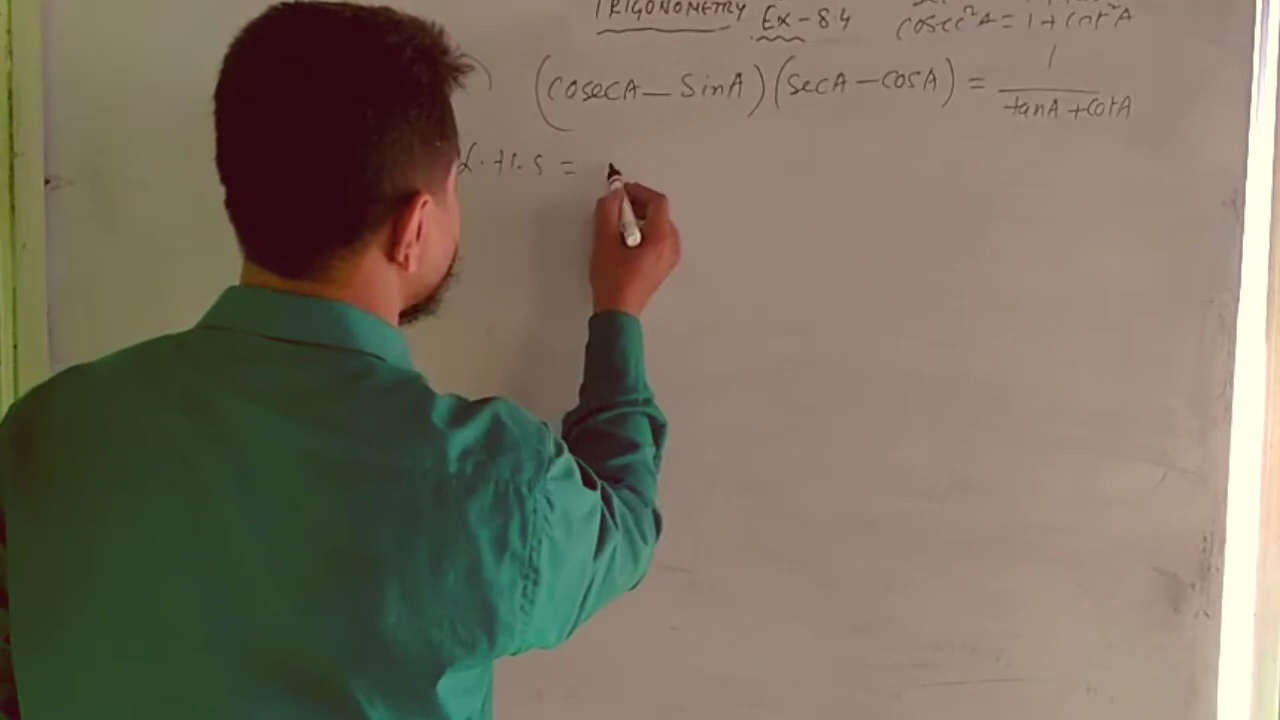 TRIGONOMETRY Ex-8.4
cosec²A = 1 + cot²A
) (cosecA – sinA)(secA – cosA) = 1/(tanA + cotA)
L.H.S =